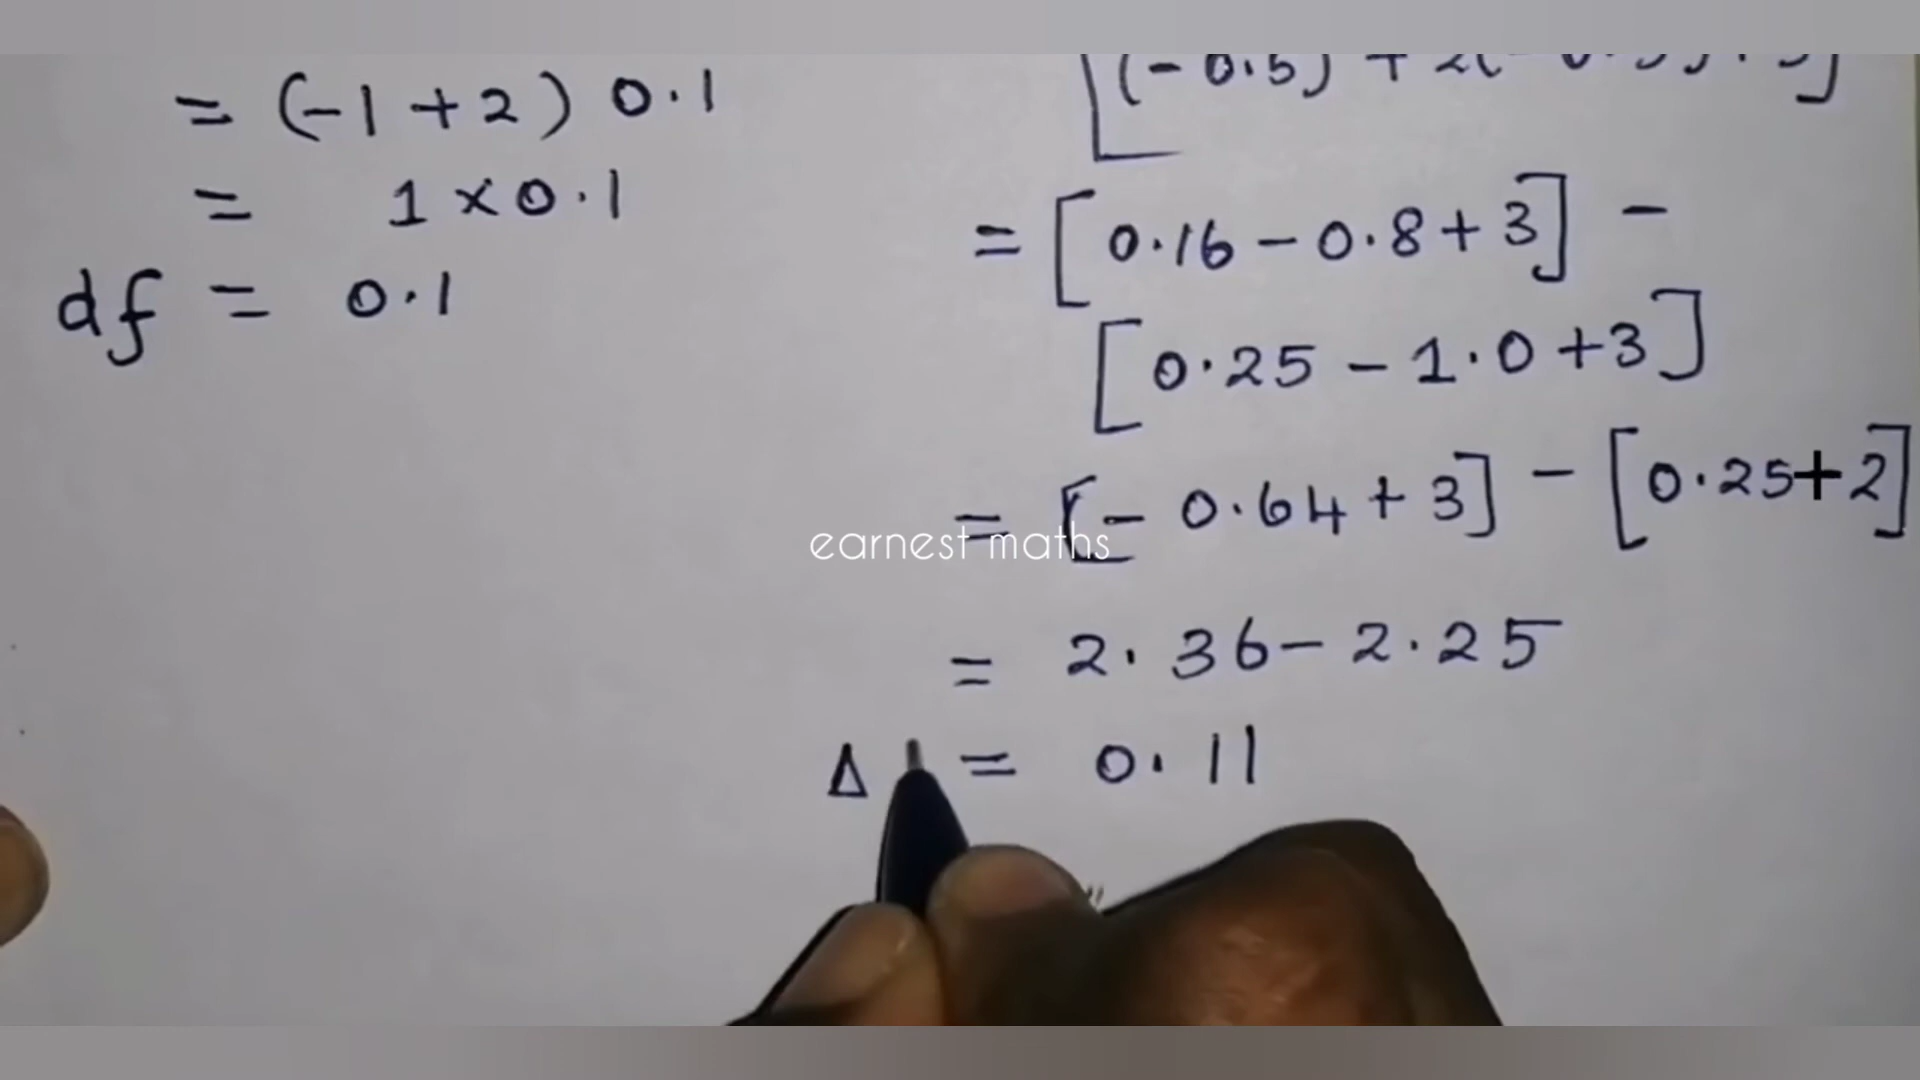 = (-1+2) 0.1
= 1 × 0.1
df = 0.1
= [0.16 - 0.8 + 3] -
[0.25 - 1.0 + 3]
= [- 0.64 + 3] - [0.25+2]
= 2.36 - 2.25
Δ = 0.11
earnest maths